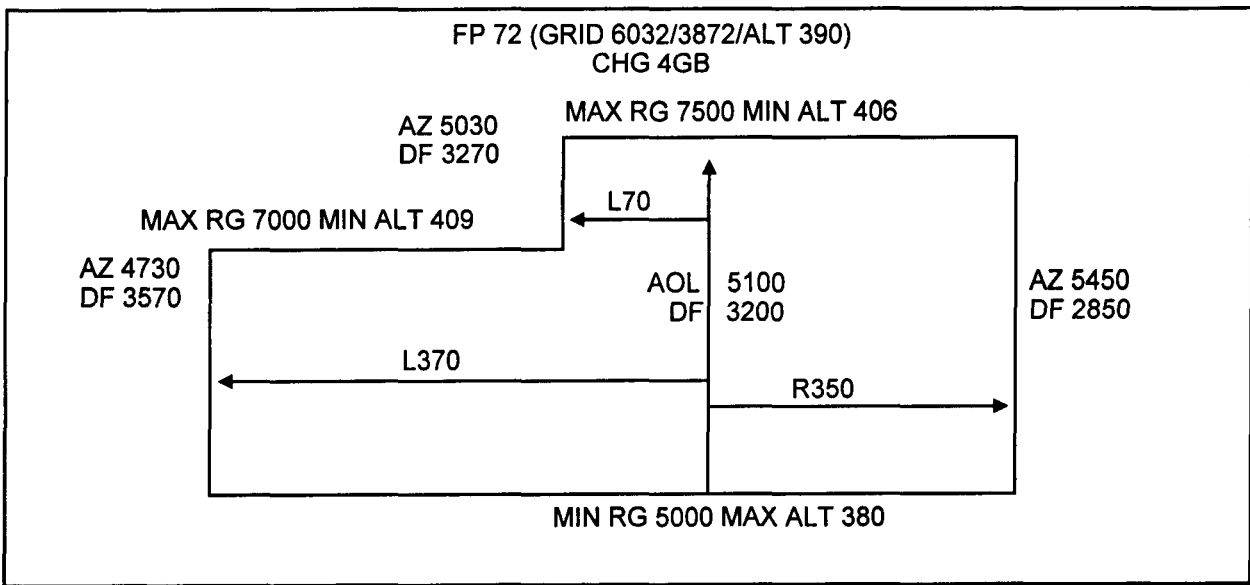 FP 72 (GRID 6032/3872/ALT 390)
CHG 4GB
MAX RG 7500 MIN ALT 406
AZ 5030
DF 3270
L70
MAX RG 7000 MIN ALT 409
AZ 4730
DF 3570
AOL 5100
DF 3200
AZ 5450
DF 2850
L370
R350
MIN RG 5000 MAX ALT 380